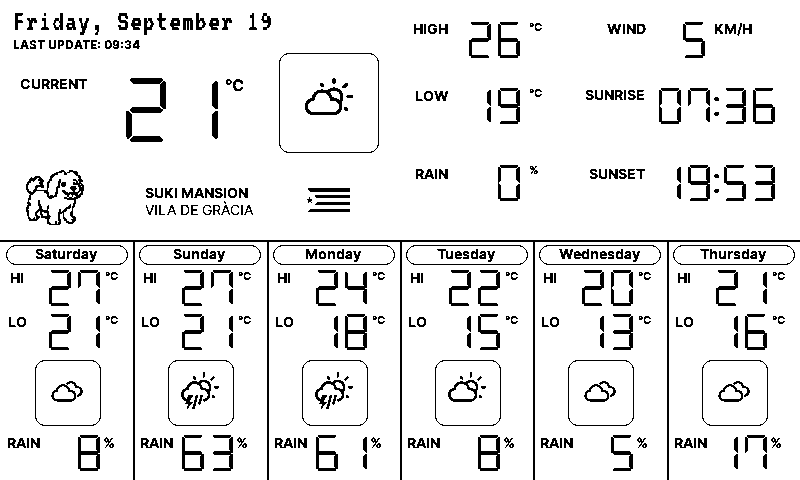 Friday, September 19
LAST UPDATE: 09:34
CURRENT 21 °C
HIGH 26 °C
LOW 19 °C
RAIN 0 %
WIND 5 KM/H
SUNRISE 07:36
SUNSET 19:53
SUKI MANSION
VILA DE GRÀCIA
Saturday
HI 27 °C
LO 21 °C
RAIN 8 %
Sunday
HI 27 °C
LO 21 °C
RAIN 63 %
Monday
HI 24 °C
LO 18 °C
RAIN 61 %
Tuesday
HI 22 °C
LO 15 °C
RAIN 8 %
Wednesday
HI 20 °C
LO 13 °C
RAIN 5 %
Thursday
HI 21 °C
LO 16 °C
RAIN 17 %